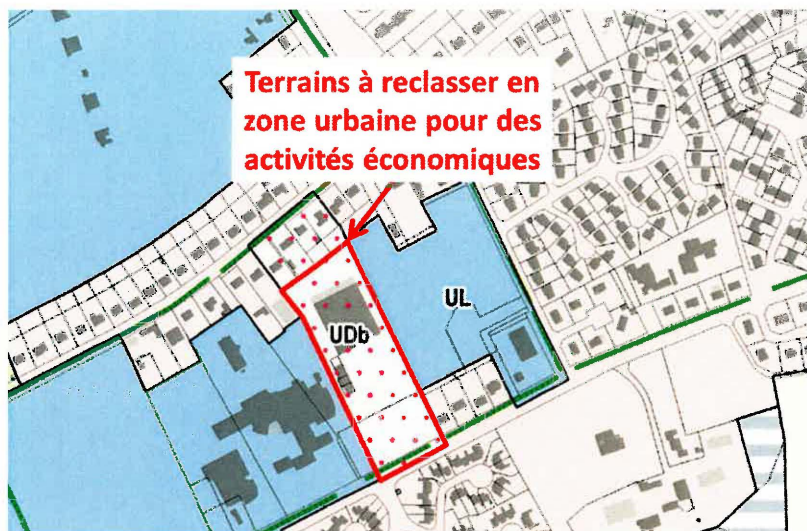 Terrains à reclasser en
zone urbaine pour des
activités économiques
UL
UDb